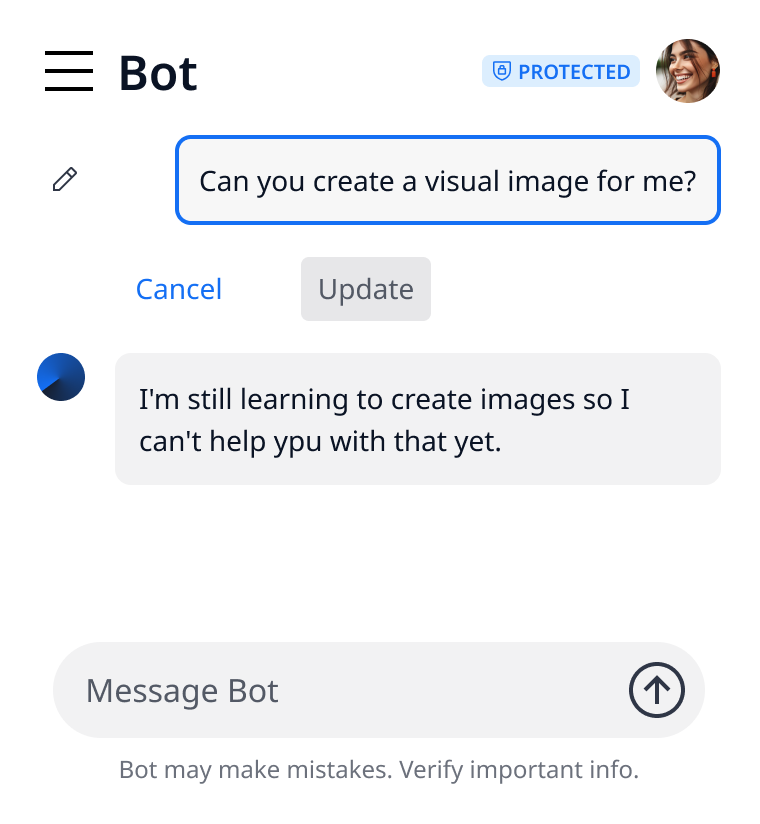 Bot
PROTECTED
Can you create a visual image for me?
Cancel
Update
I'm still learning to create images so I
can't help ypu with that yet.
Message Bot
Bot may make mistakes. Verify important info.